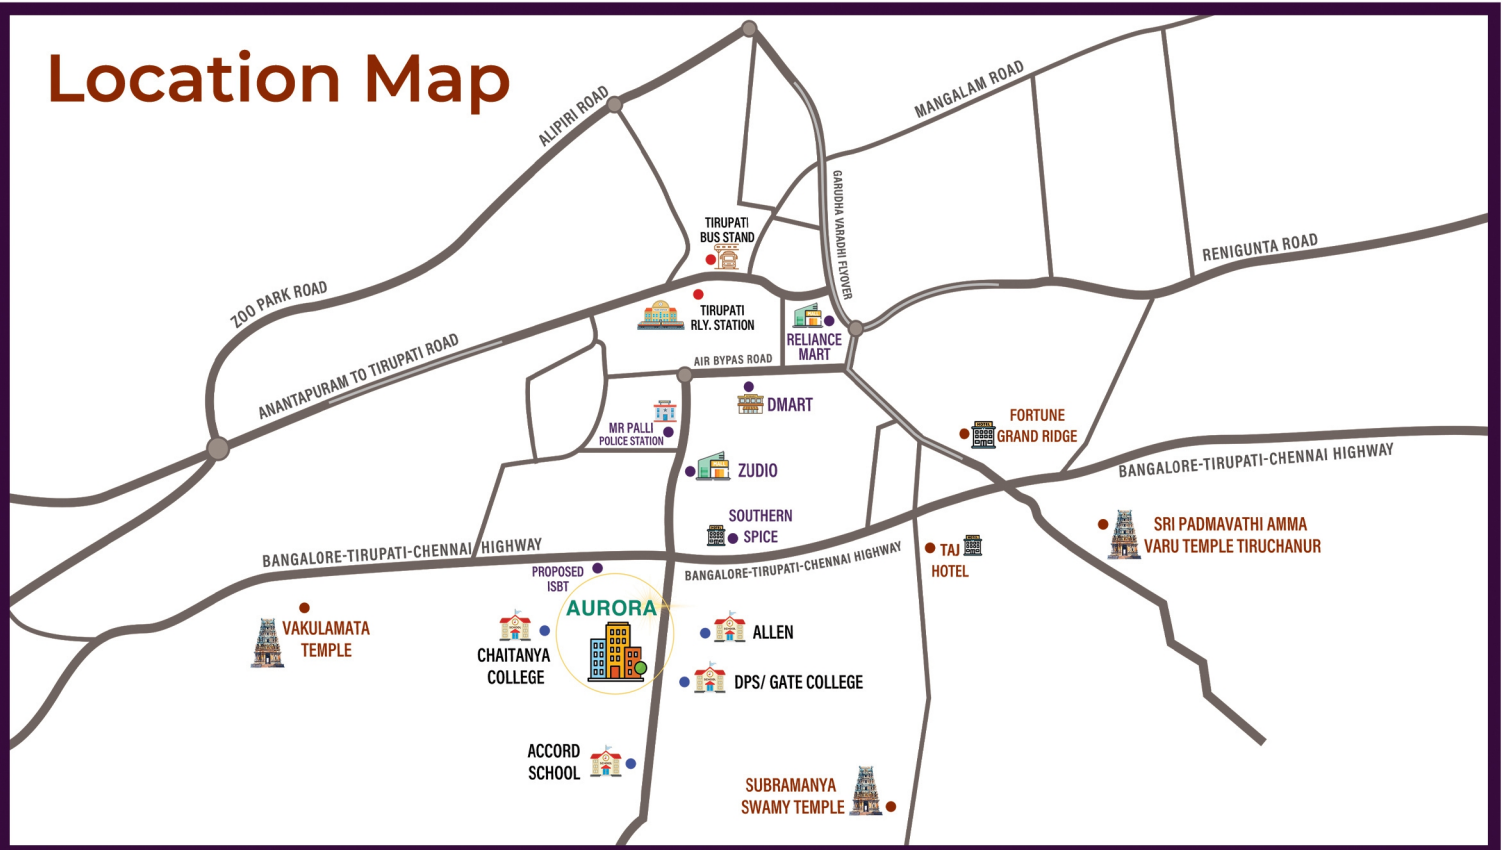 Location Map
ALIPIRI ROAD
MANGALAM ROAD
GARUDHA VARADHI FLYOVER
TIRUPATI
BUS STAND
RENIGUNTA ROAD
ZOO PARK ROAD
TIRUPATI
RLY. STATION
ANANTAPURAM TO TIRUPATI ROAD
RELIANCE
MART
AIR BYPAS ROAD
DMART
MR PALLI
POLICE STATION
FORTUNE
GRAND RIDGE
ZUDIO
BANGALORE-TIRUPATI-CHENNAI HIGHWAY
SOUTHERN
SPICE
SRI PADMAVATHI AMMA
VARU TEMPLE TIRUCHANUR
BANGALORE-TIRUPATI-CHENNAI HIGHWAY
BANGALORE-TIRUPATI-CHENNAI HIGHWAY
TAJ
HOTEL
HOTEL
HOTEL
PROPOSED
ISBT
AURORA
VAKULAMATA
TEMPLE
CHAITANYA
COLLEGE
ALLEN
DPS/ GATE COLLEGE
ACCORD
SCHOOL
SUBRAMANYA
SWAMY TEMPLE